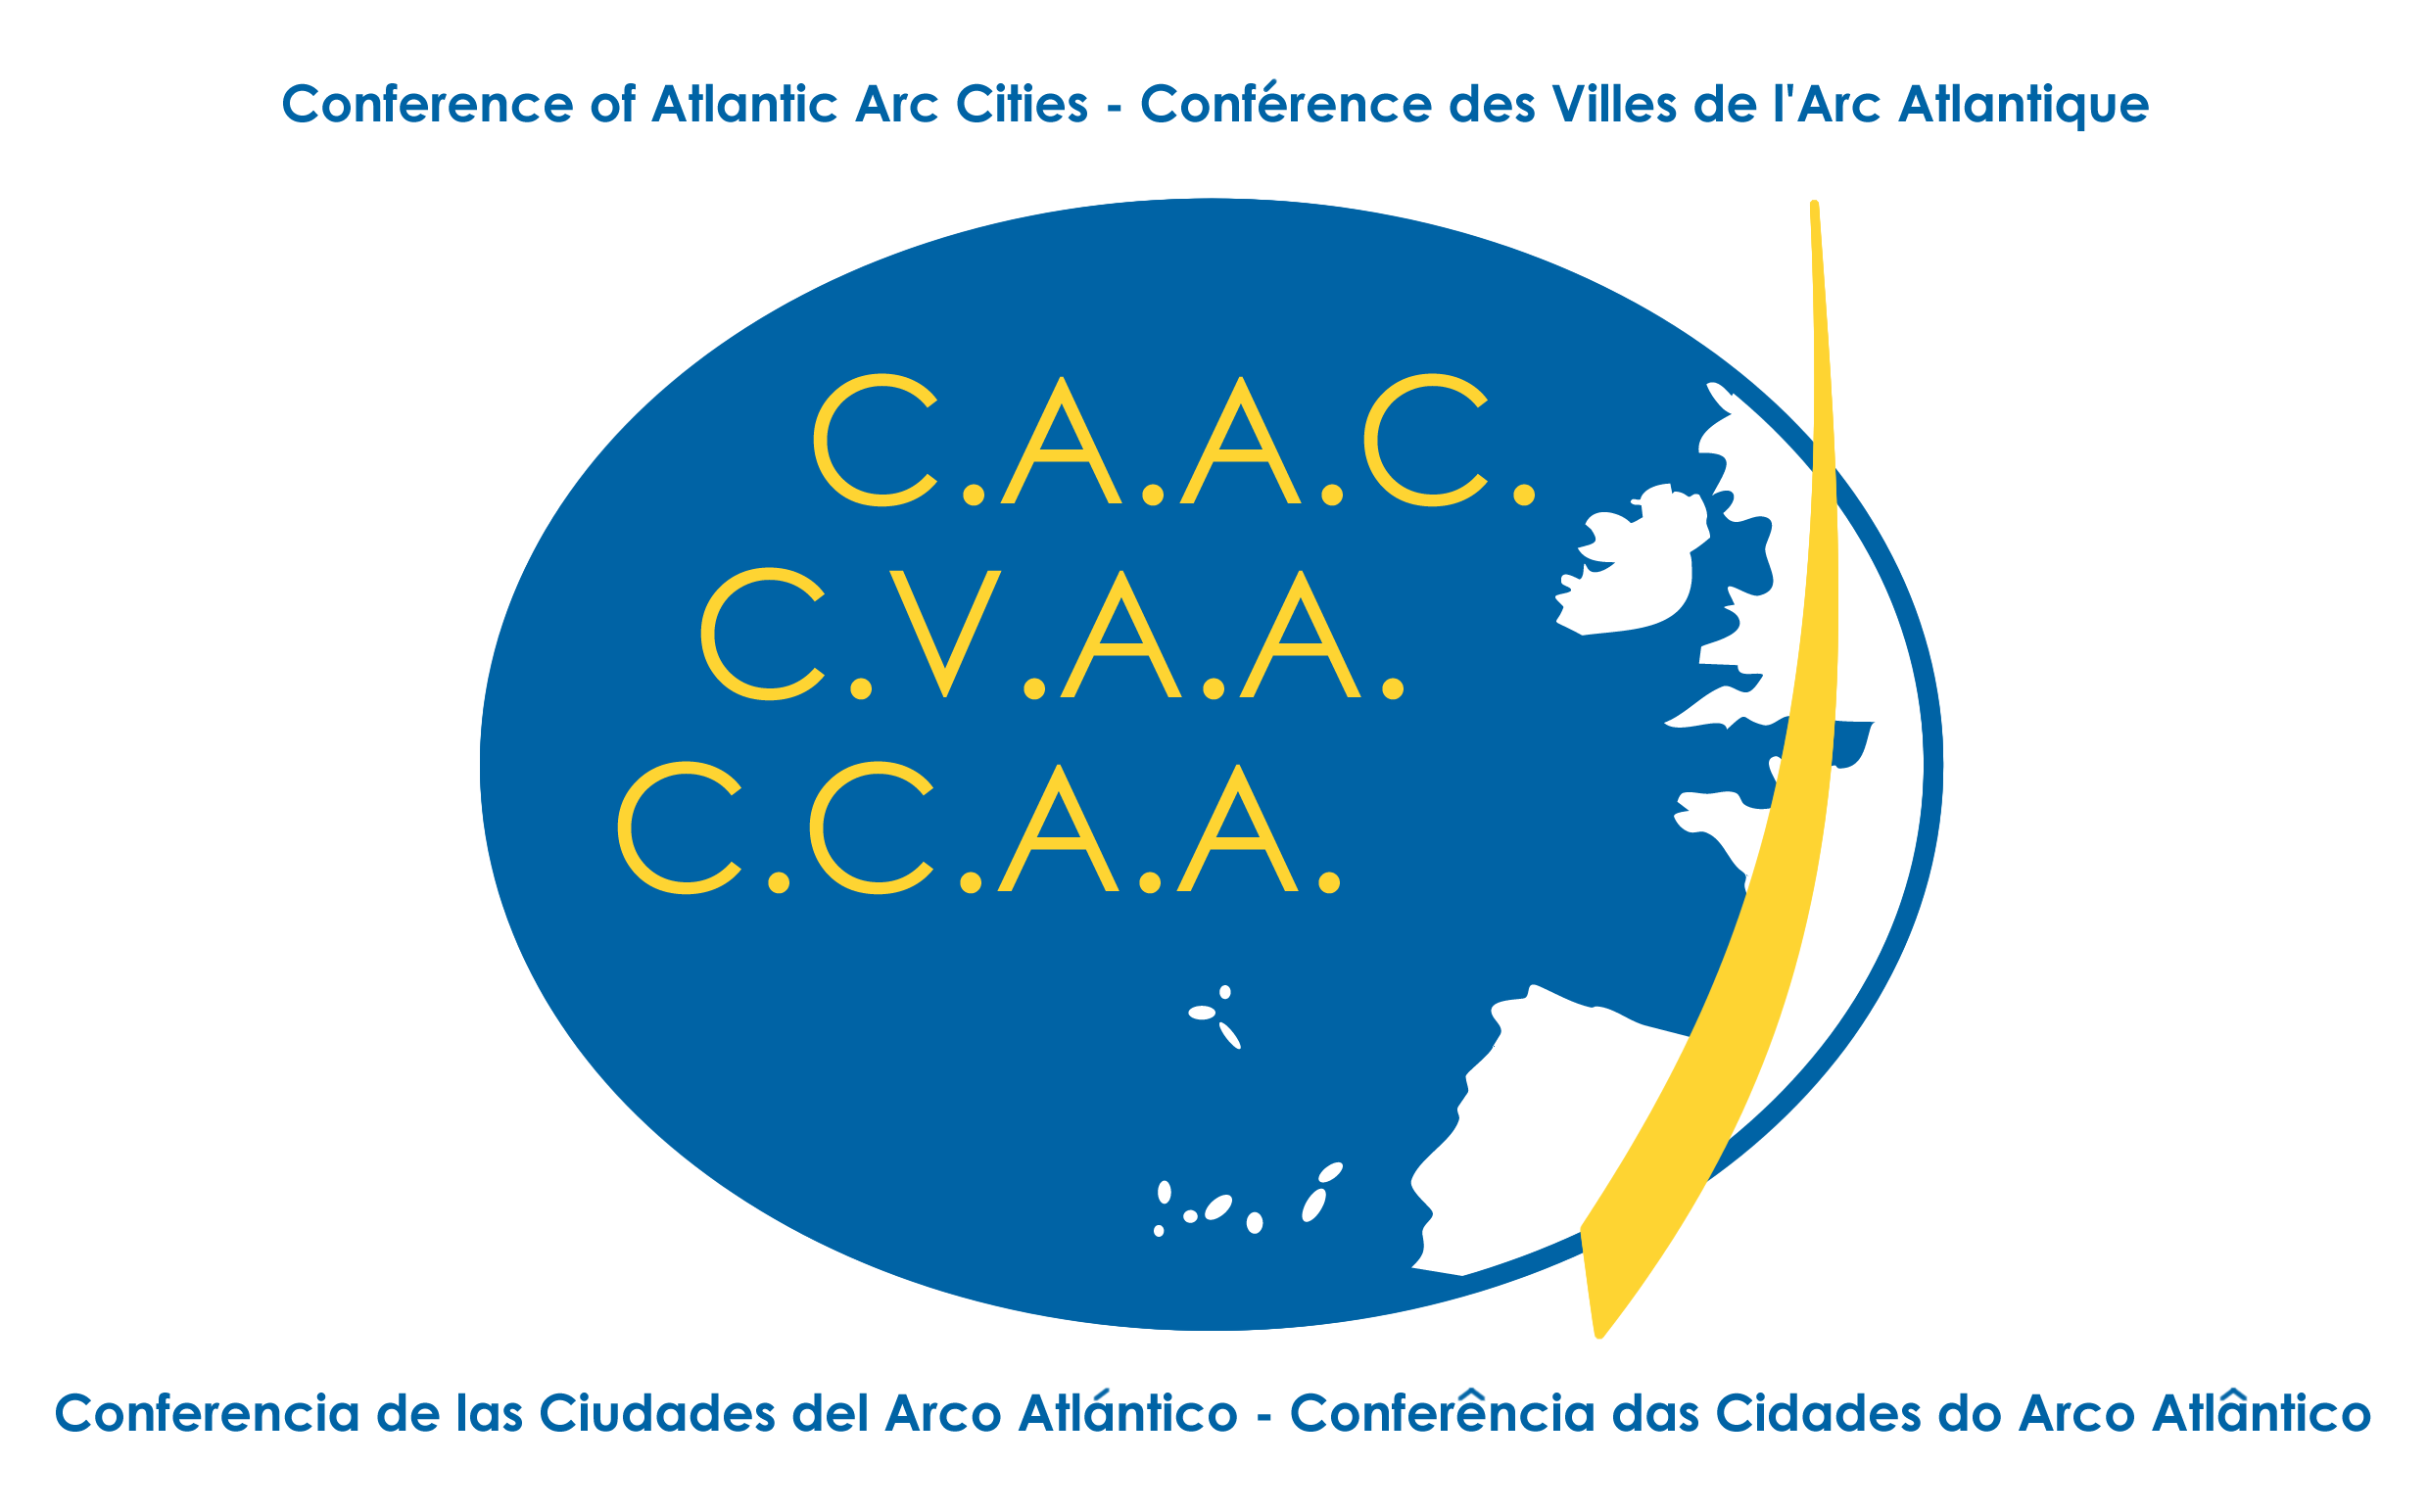 Conference of Atlantic Arc Cities - Conférence des Villes de l'Arc Atlantique
C.A.A.C.
C.V.A.A.
C.C.A.A.
Conferencia de las Ciudades del Arco Atlántico - Conferência das Cidades do Arco Atlântico